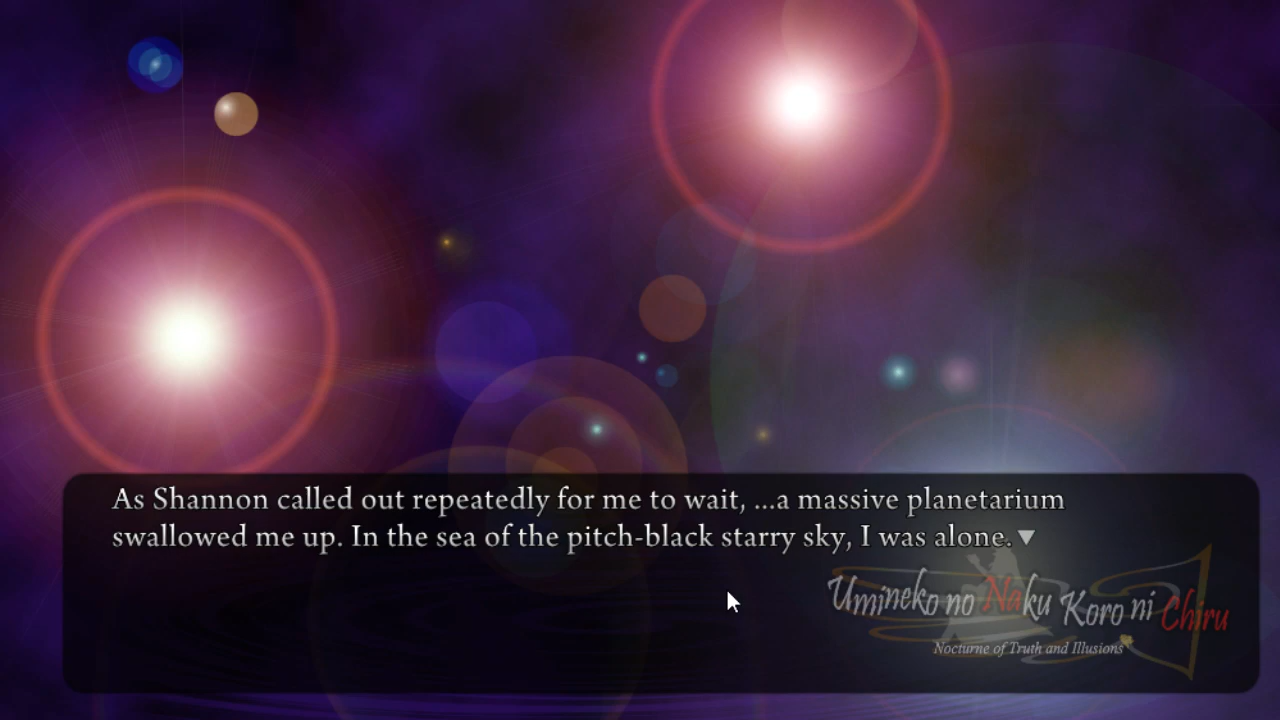 As Shannon called out repeatedly for me to wait, ...a massive planetarium
swallowed me up. In the sea of the pitch-black starry sky, I was alone.
Umineko no Naku Koro ni Chiru
Nocturne of Truth and Illusions